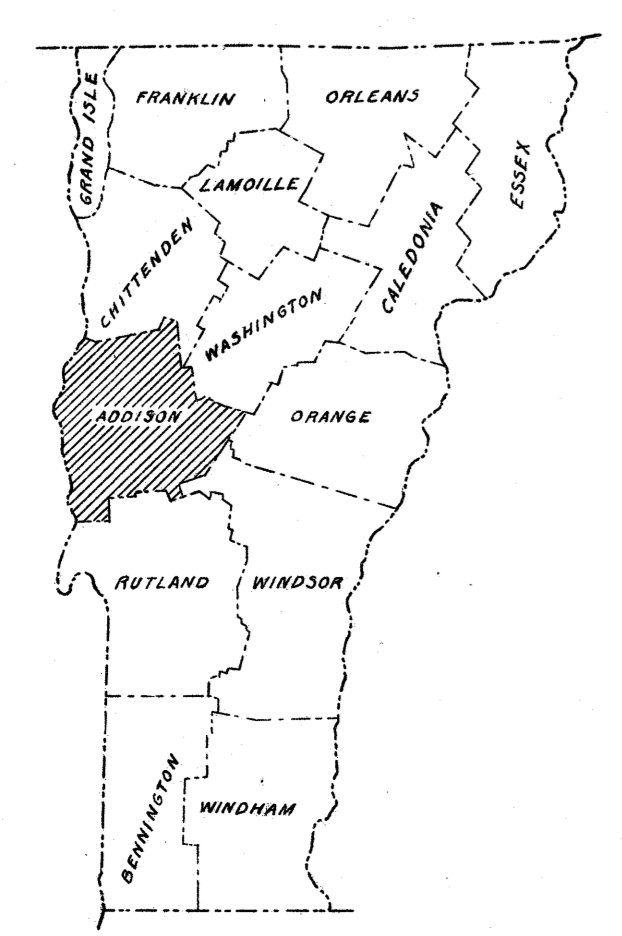 GRAND ISLE
FRANKLIN
ORLEANS
ESSEX
LAMOILLE
CHITTENDEN
WASHINGTON
CALEDONIA
ADDISON
ORANGE
RUTLAND
WINDSOR
BENNINGTON
WINDHAM